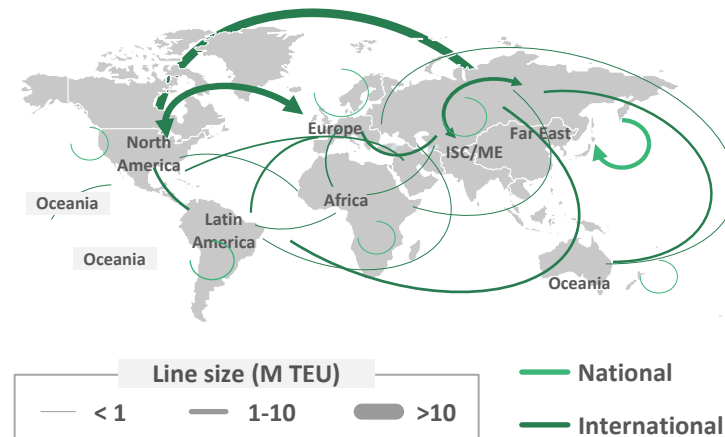 Europe
North
America
ISC/ME
Far East
Oceania
Africa
Latin
America
Oceania
Oceania
Line size (M TEU)
< 1
1-10
>10
National
International